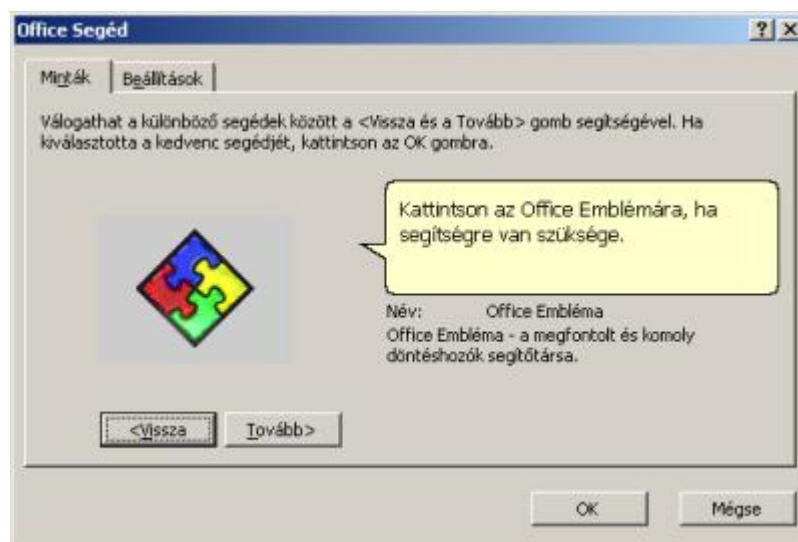 Office Segéd
Minták
Beállítások
Válogathat a különböző segédek között a <Vissza és a Tovább> gomb segítségével. Ha
kiválasztotta a kedvenc segédjét, kattintson az OK gombra.
Kattintson az Office Emblémára, ha
segítségre van szüksége.
Név: Office Embléma
Office Embléma - a megfontolt és komoly
döntéshozók segítőtársa.
<Vissza
Tovább>
OK
Mégse